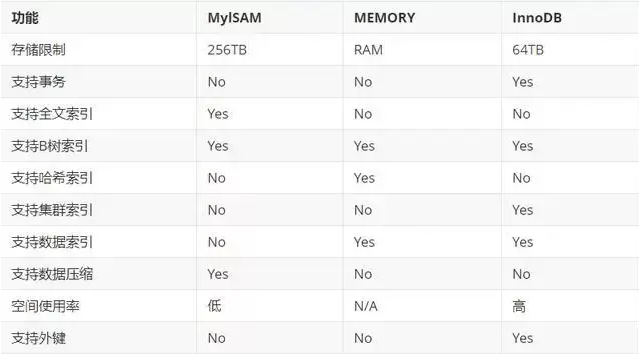 功能 MyISAM MEMORY InnoDB
存储限制 256TB RAM 64TB
支持事务 No No Yes
支持全文索引 Yes No No
支持B树索引 Yes Yes Yes
支持哈希索引 No Yes No
支持集群索引 No No Yes
支持数据索引 No Yes Yes
支持数据压缩 Yes No No
空间使用率 低 N/A 高
支持外键 No No Yes